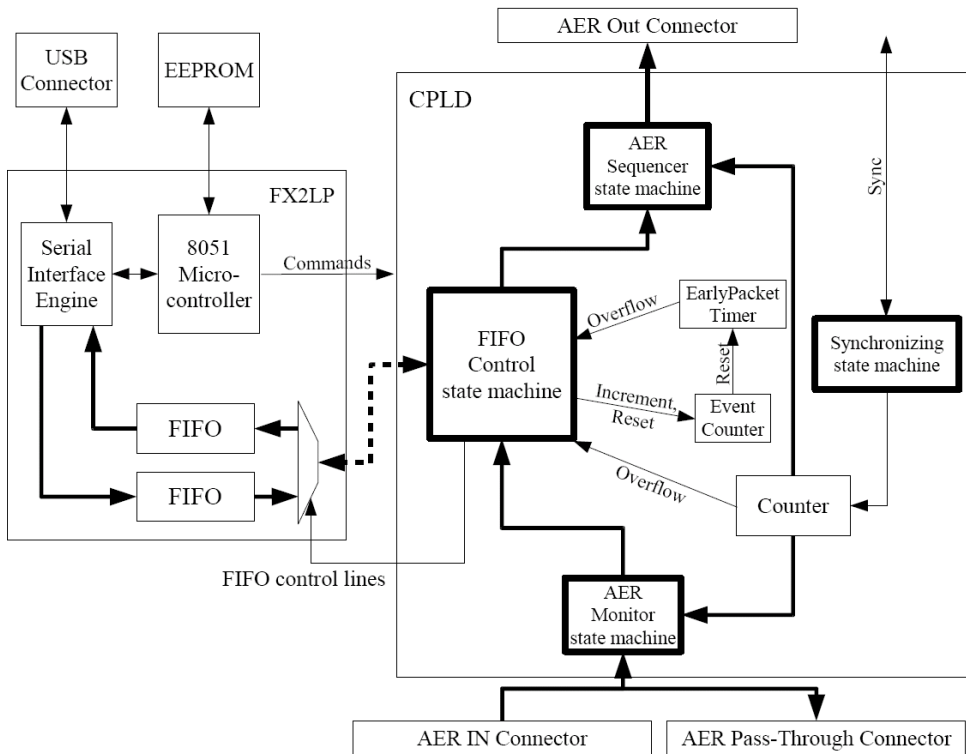 AER Out Connector
USB
Connector
EEPROM
CPLD
AER
Sequencer
state machine
Sync
FX2LP
Serial
Interface
Engine
8051
Micro-
controller
Commands
EarlyPacket
Timer
Overflow
FIFO
Control
state machine
Synchronizing
state machine
Reset
Increment,
Reset
Event
Counter
FIFO
FIFO
Overflow
Counter
FIFO control lines
AER
Monitor
state machine
AER IN Connector
AER Pass-Through Connector